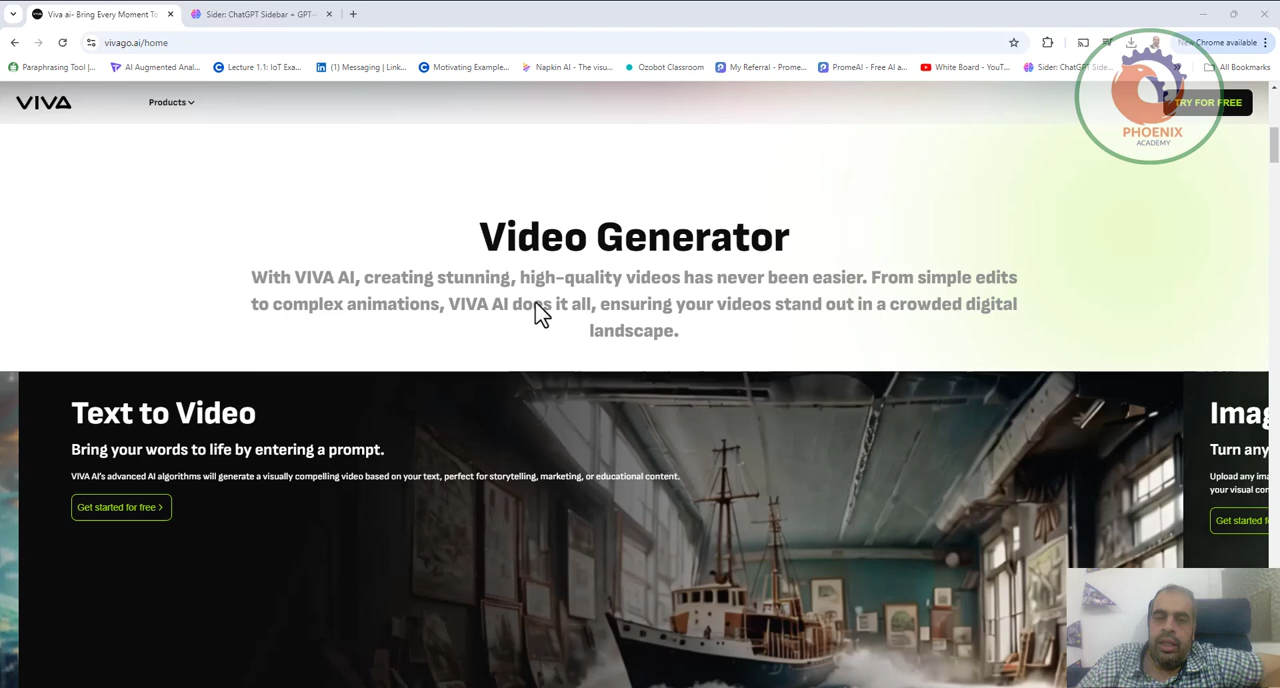 Viva ai- Bring Every Moment To
Sider: ChatGPT Sidebar + GPT-
vivago.ai/home
New Chrome available
Paraphrasing Tool |...
AI Augmented Anal...
Lecture 1.1: IoT Exa...
(1) Messaging | Link...
Motivating Example...
Napkin AI - The visu...
Ozobot Classroom
My Referral - Prome...
PromeAI - Free AI a...
White Board - YouT...
Sider: ChatGPT Side...
All Bookmarks
VIVA
Products
TRY FOR FREE
PHOENIX
ACADEMY
Video Generator
With VIVA AI, creating stunning, high-quality videos has never been easier. From simple edits
to complex animations, VIVA AI does it all, ensuring your videos stand out in a crowded digital
landscape.
Text to Video
Bring your words to life by entering a prompt.
VIVA AI's advanced AI algorithms will generate a visually compelling video based on your text, perfect for storytelling, marketing, or educational content.
Get started for free >
Imag
Turn any
Upload any ima
your visual con
Get started f